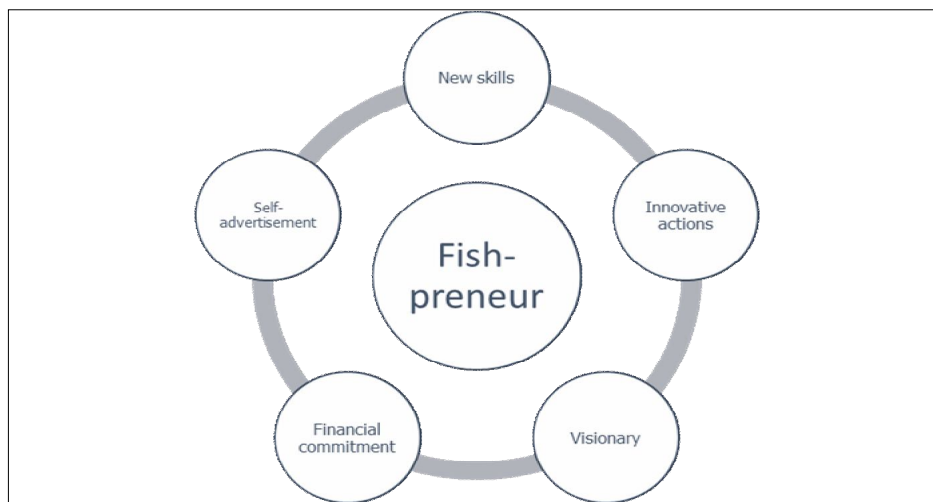 New skills
Innovative
actions
Visionary
Financial
commitment
Self-
advertisement
Fish-
preneur